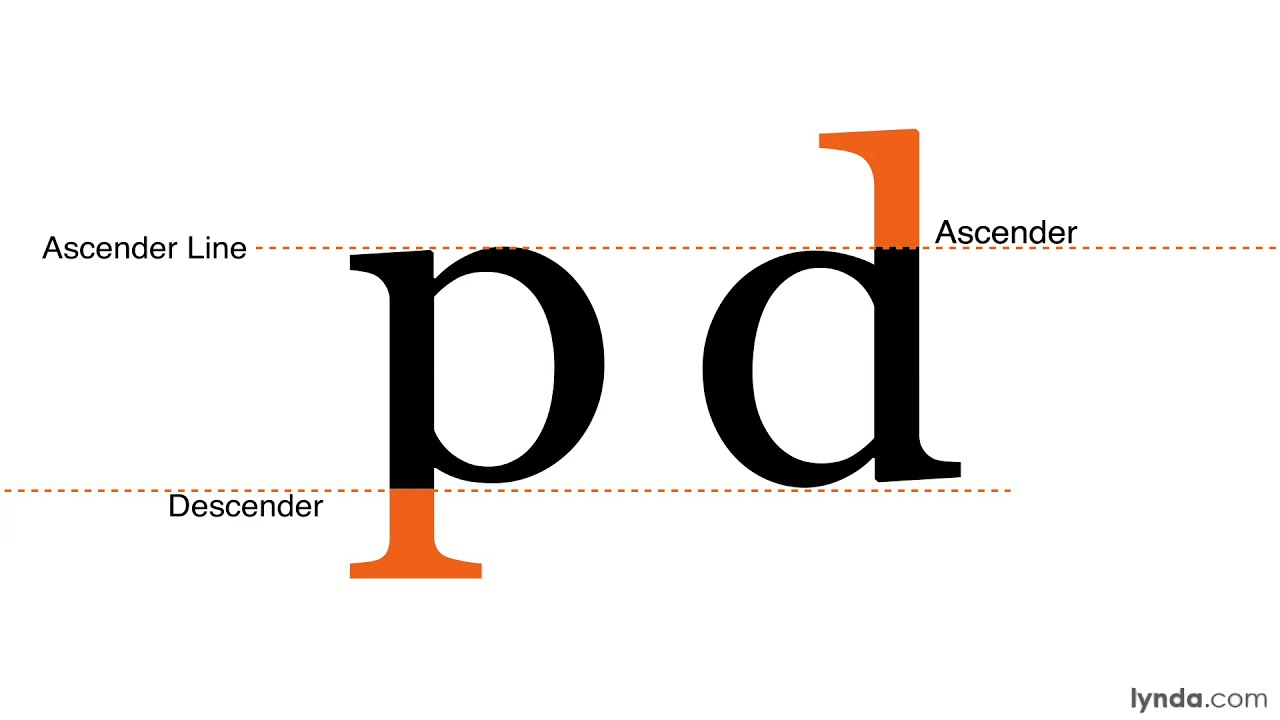 Ascender
Ascender Line
p d
Descender
lynda.com